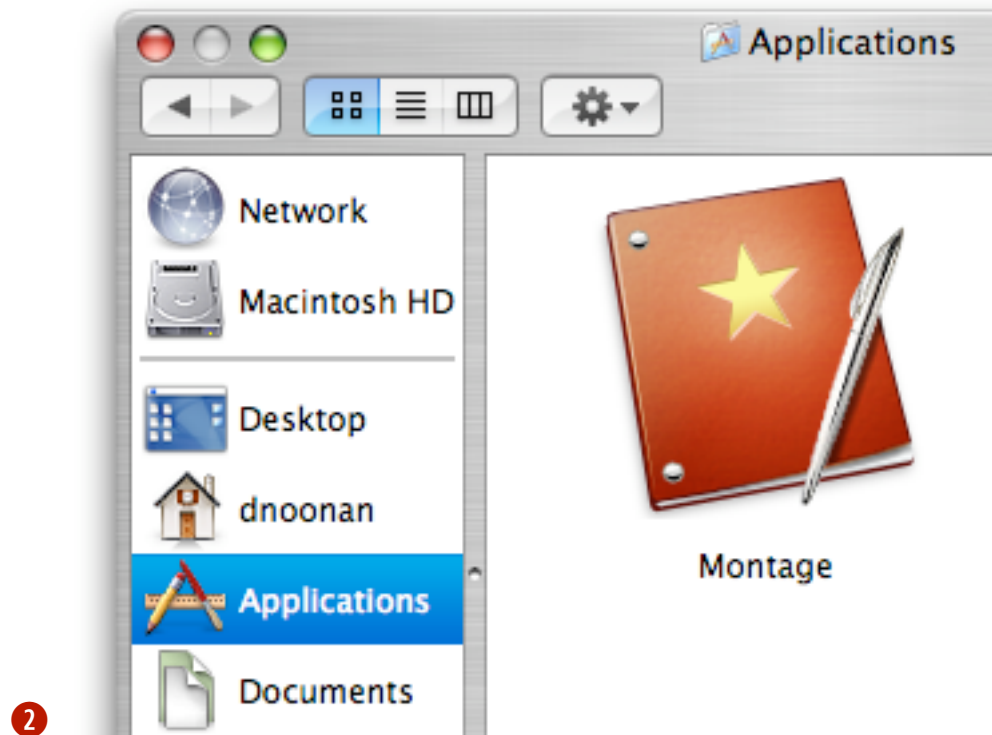 Applications
Network
Macintosh HD
Desktop
dnoonan
Applications
Documents
Montage
2